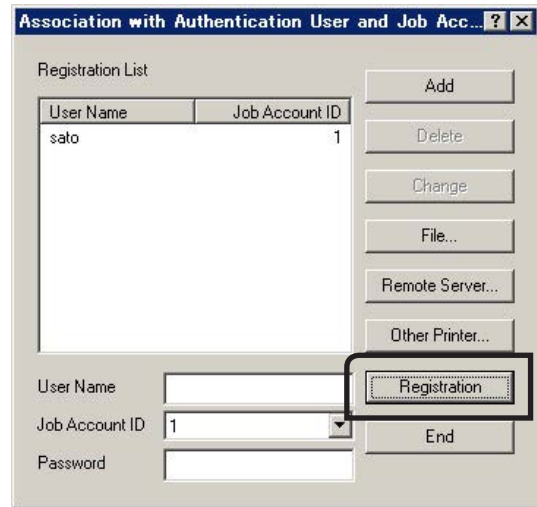 Association with Authentication User and Job Acc...
Registration List
User Name Job Account ID
sato 1
Add
Delete
Change
File...
Remote Server...
Other Printer...
User Name
Registration
Job Account ID 1
End
Password